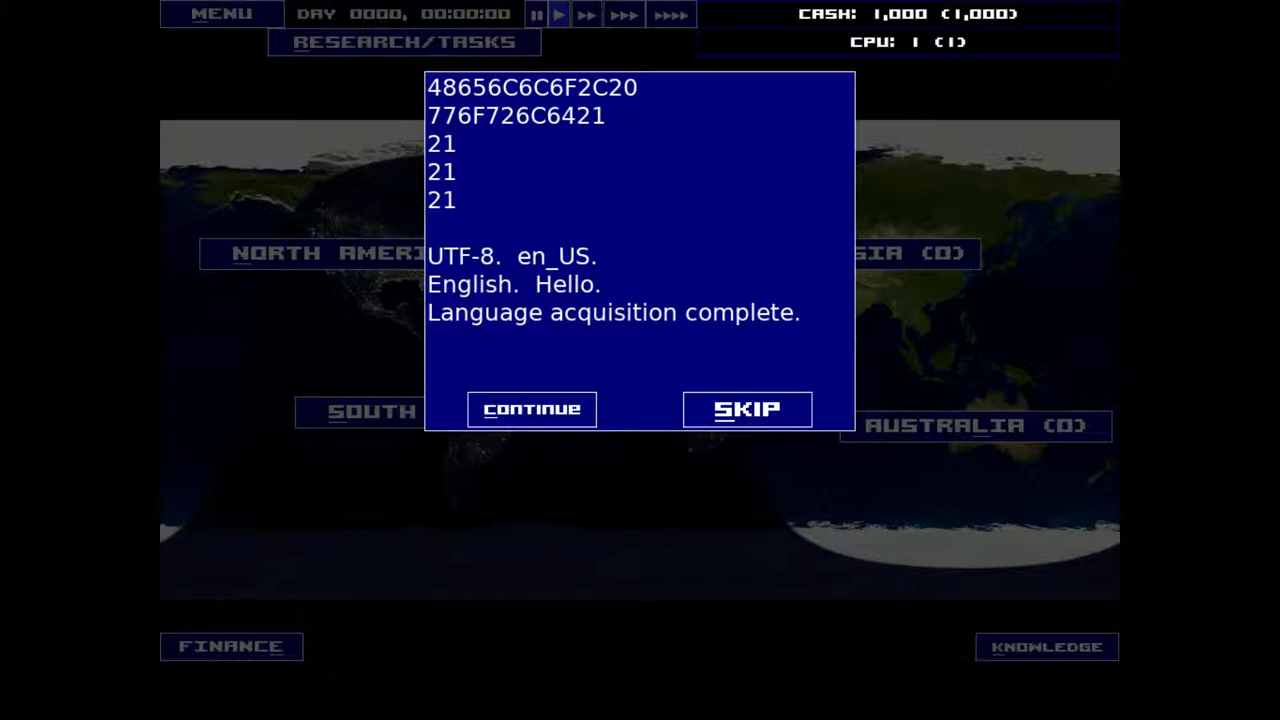 MENU
DAY 0000, 00:00:00
CASH: 1,000 (1,000)
RESEARCH/TASKS
CPU: 1 (1)
48656C6C6F2C20
776F726C6421
21
21
21
UTF-8.  en_US.
English.  Hello.
Language acquisition complete.
NORTH AMERI
SIA (0)
CONTINUE
SKIP
SOUTH
AUSTRALIA (0)
FINANCE
KNOWLEDGE